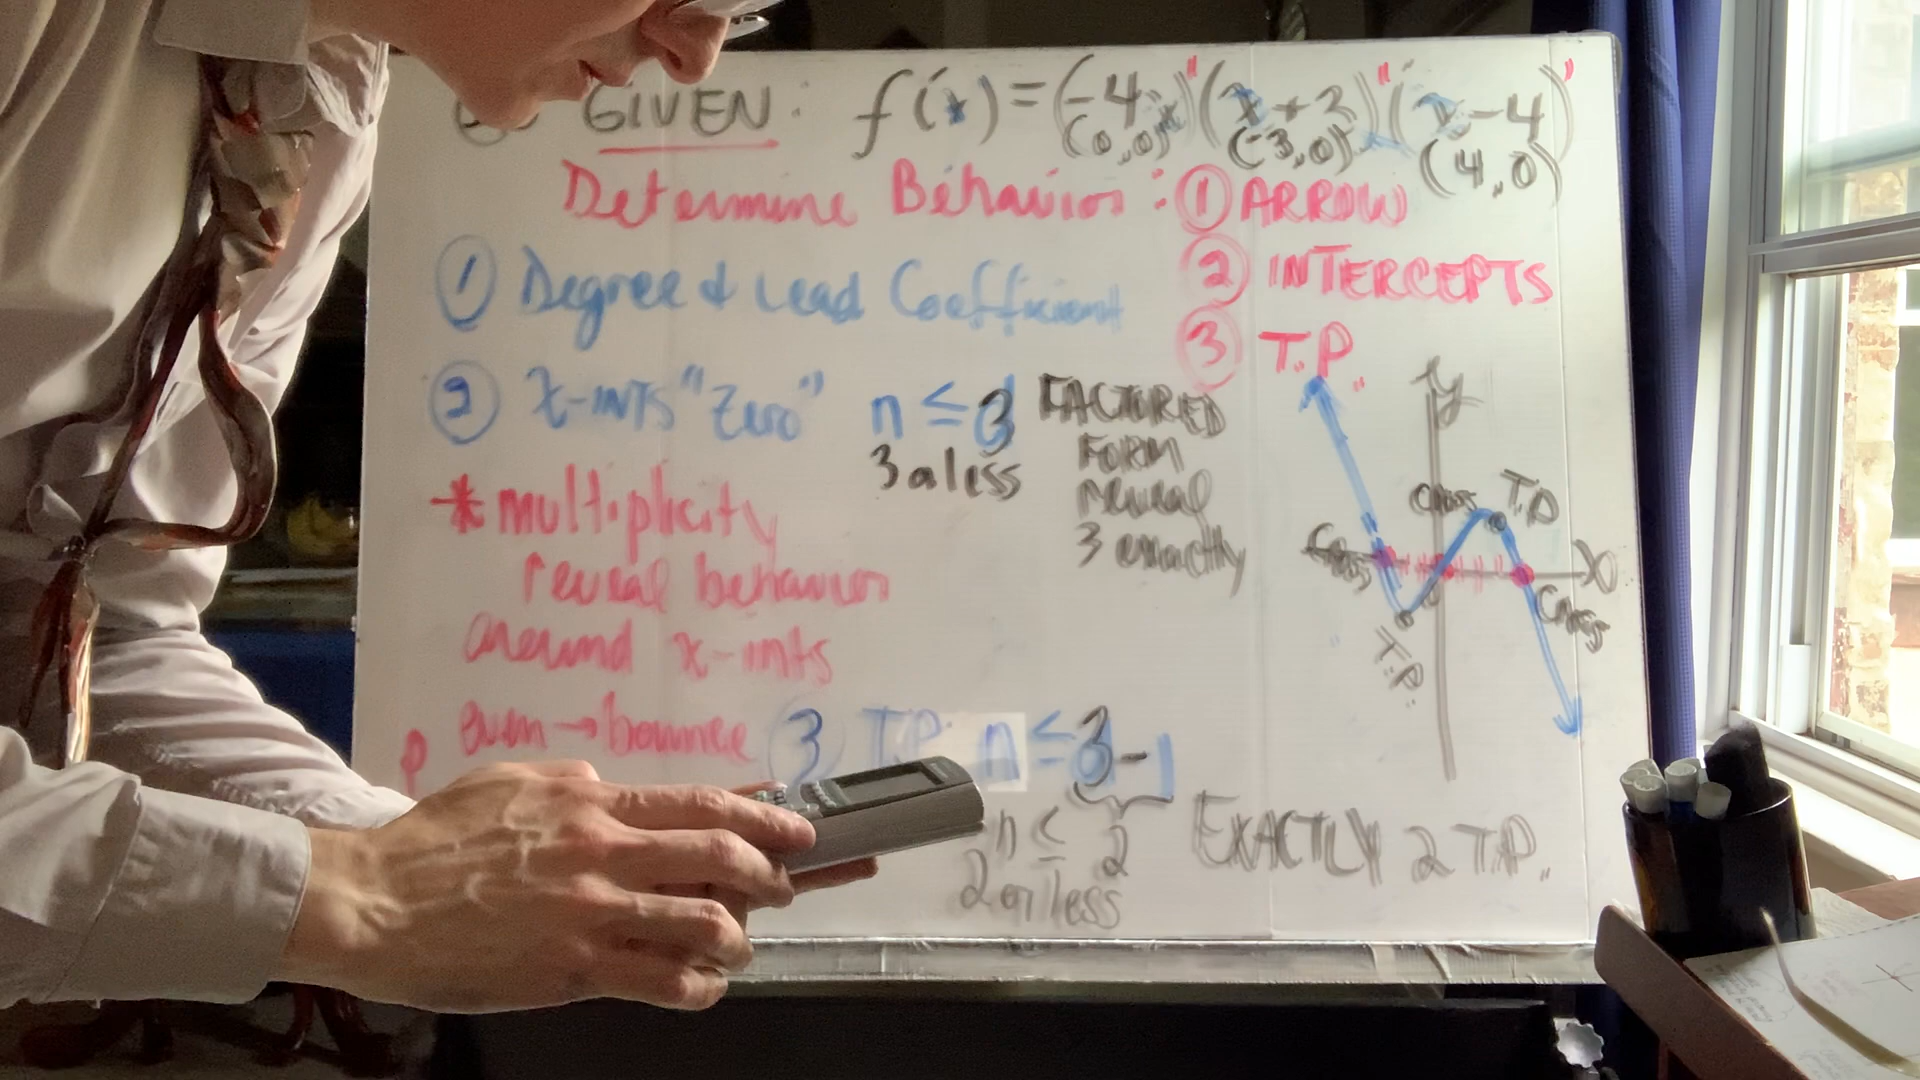 GIVEN: f(x) = (-4x)'(x+3)'(x-4)'
(0,0) (-3,0) (4,0)
Determine Behavior: ① ARROW
② INTERCEPTS
③ T.P.
① Degree & Lead Coefficient
② X-INTS "Zero"
n ≤ 3
3 or less
FACTORED
FORM
reveal
3 exactly
* multiplicity
reveal behavior
around x-ints
even → bounce
③ T.P. n ≤ 3-1
n ≤ 2
2 or less
EXACTLY 2 T.P.
y
Cross T.P.
Cross
X
Cross
T.P.